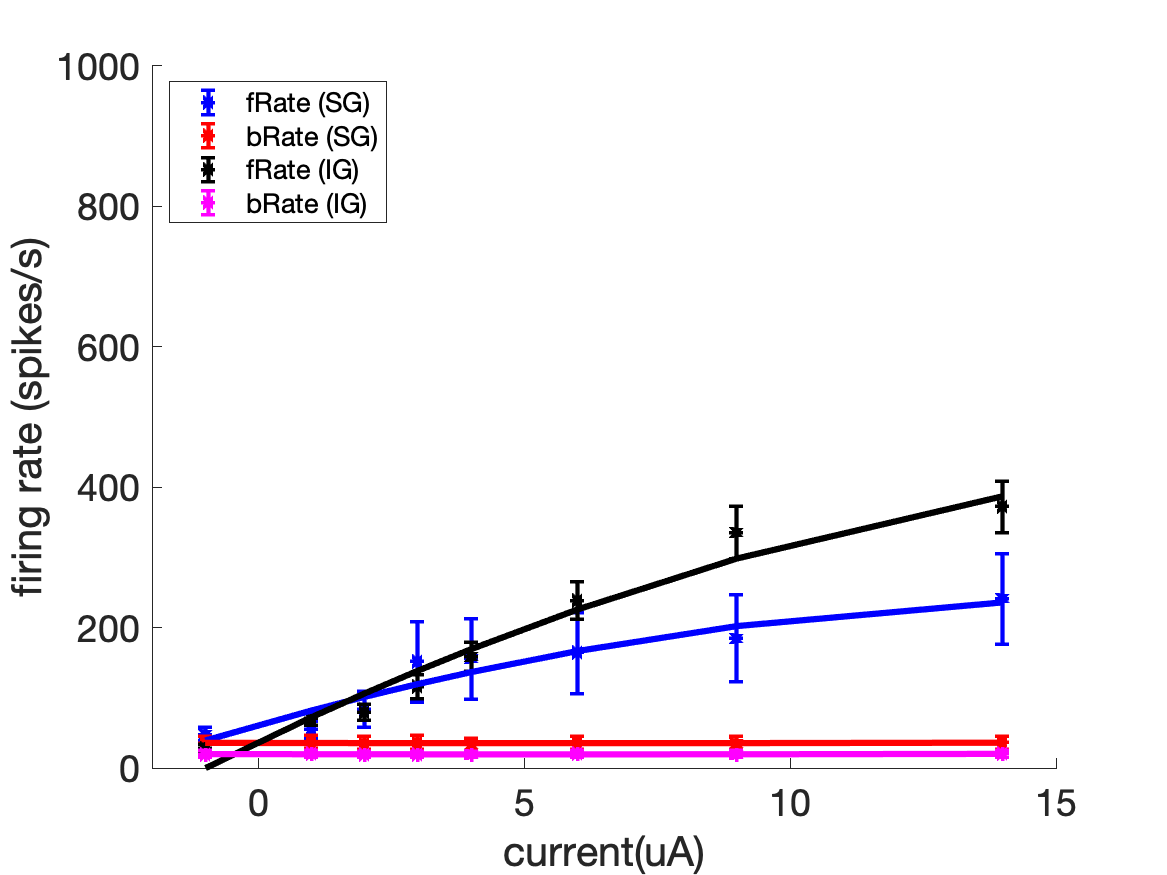 1000
800
600
400
200
0
firing rate (spikes/s)
fRate (SG)
bRate (SG)
fRate (IG)
bRate (IG)
0 5 10 15
current(uA)